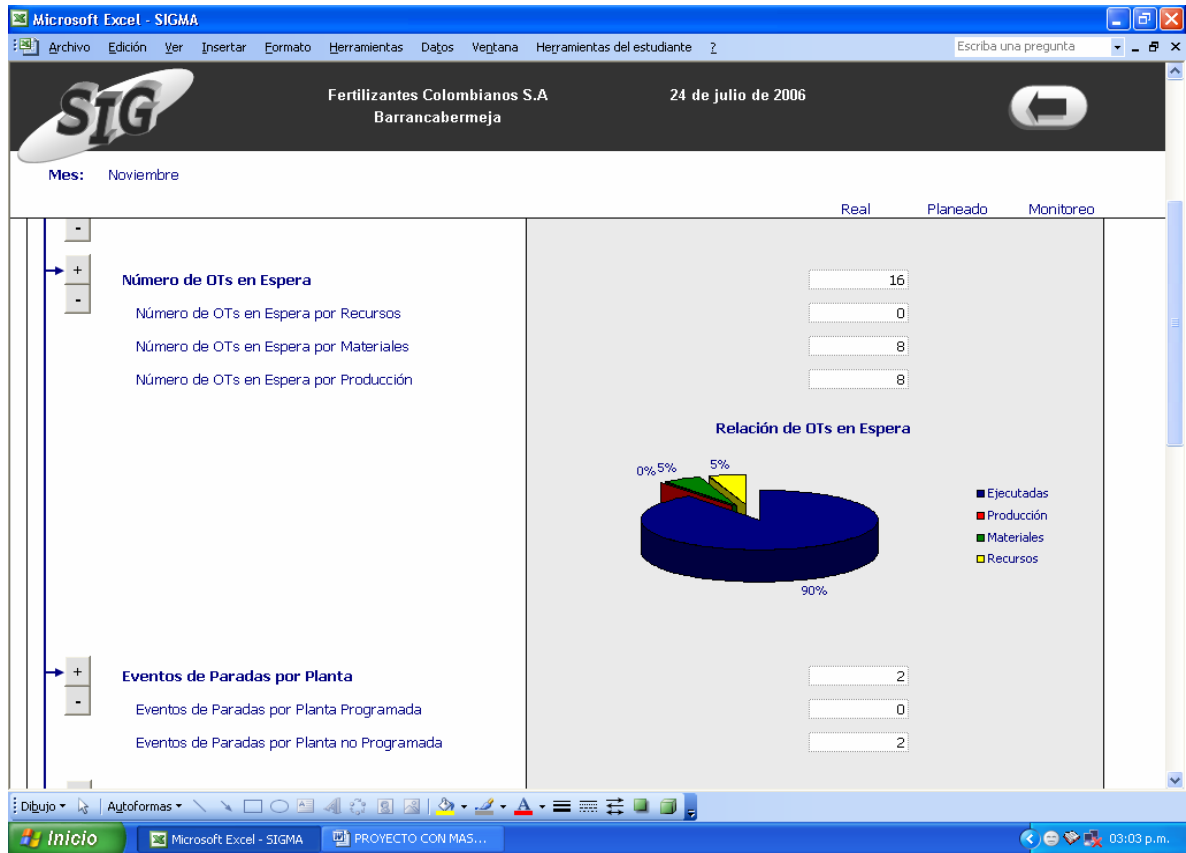 Microsoft Excel - SIGMA
Archivo Edición Ver Insertar Formato Herramientas Datos Ventana Herramientas del estudiante ? Escriba una pregunta
SIG
Fertilizantes Colombianos S.A 24 de julio de 2006
Barrancabermeja
Mes: Noviembre
Real Planeado Monitoreo
-
+
Número de OTs en Espera 16
-
Número de OTs en Espera por Recursos 0
Número de OTs en Espera por Materiales 8
Número de OTs en Espera por Producción 8
Relación de OTs en Espera
0% 5% 5%
Ejecutadas
Producción
Materiales
Recursos
90%
+
Eventos de Paradas por Planta 2
-
Eventos de Paradas por Planta Programada 0
Eventos de Paradas por Planta no Programada 2
Dibujo Autoformas
Inicio Microsoft Excel - SIGMA PROYECTO CON MAS... 03:03 p.m.